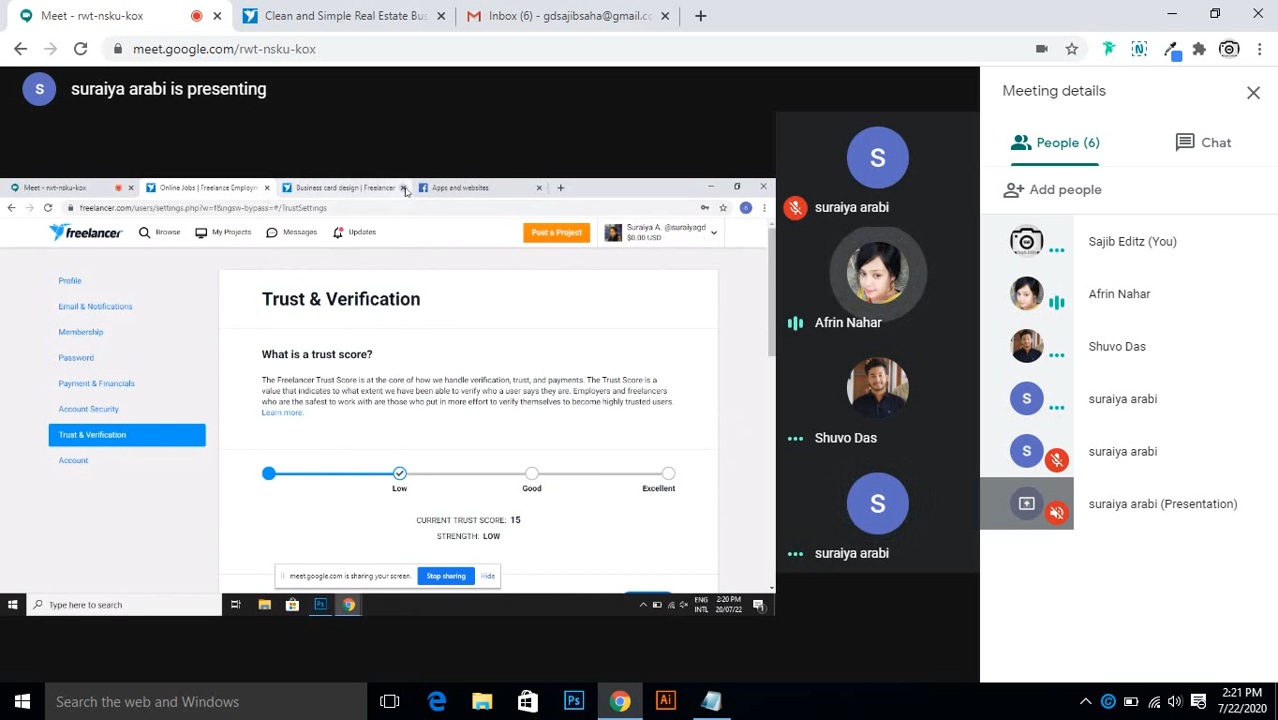 Meet - rwt-nsku-kox
Clean and Simple Real Estate Bus
Inbox (6) - gdsajibsaha@gmail.co
meet.google.com/rwt-nsku-kox
S
suraiya arabi is presenting
Meet - rwt-nsku-kox
Online Jobs | Freelance Employm
Business card design | Freelancer
Apps and websites
freelancer.com/users/settings.php?w=f&ngsw-bypass=#/TrustSettings
freelancer
Browse
My Projects
Messages
Updates
Post a Project
Suraiya A. @suraiyagd
$0.00 USD
Profile
Email & Notifications
Membership
Password
Payment & Financials
Account Security
Trust & Verification
Account
Trust & Verification
What is a trust score?
The Freelancer Trust Score is at the core of how we handle verification, trust, and payments. The Trust Score is a
value that indicates to what extent we have been able to verify who a user says they are. Employers and freelancers
who are the safest to work with are those who put in more effort to verify themselves to become highly trusted users.
Learn more.
Low
Good
Excellent
CURRENT TRUST SCORE: 15
STRENGTH: LOW
meet.google.com is sharing your screen.
Stop sharing
Hide
Type here to search
Ps
ENG
INTL
2:20 PM
20/07/22
S
suraiya arabi
Afrin Nahar
Shuvo Das
S
suraiya arabi
Meeting details
People (6)
Chat
Add people
Sajib Editz (You)
Afrin Nahar
Shuvo Das
S
suraiya arabi
S
suraiya arabi
suraiya arabi (Presentation)
Search the web and Windows
Ps
Ai
2:21 PM
7/22/2020